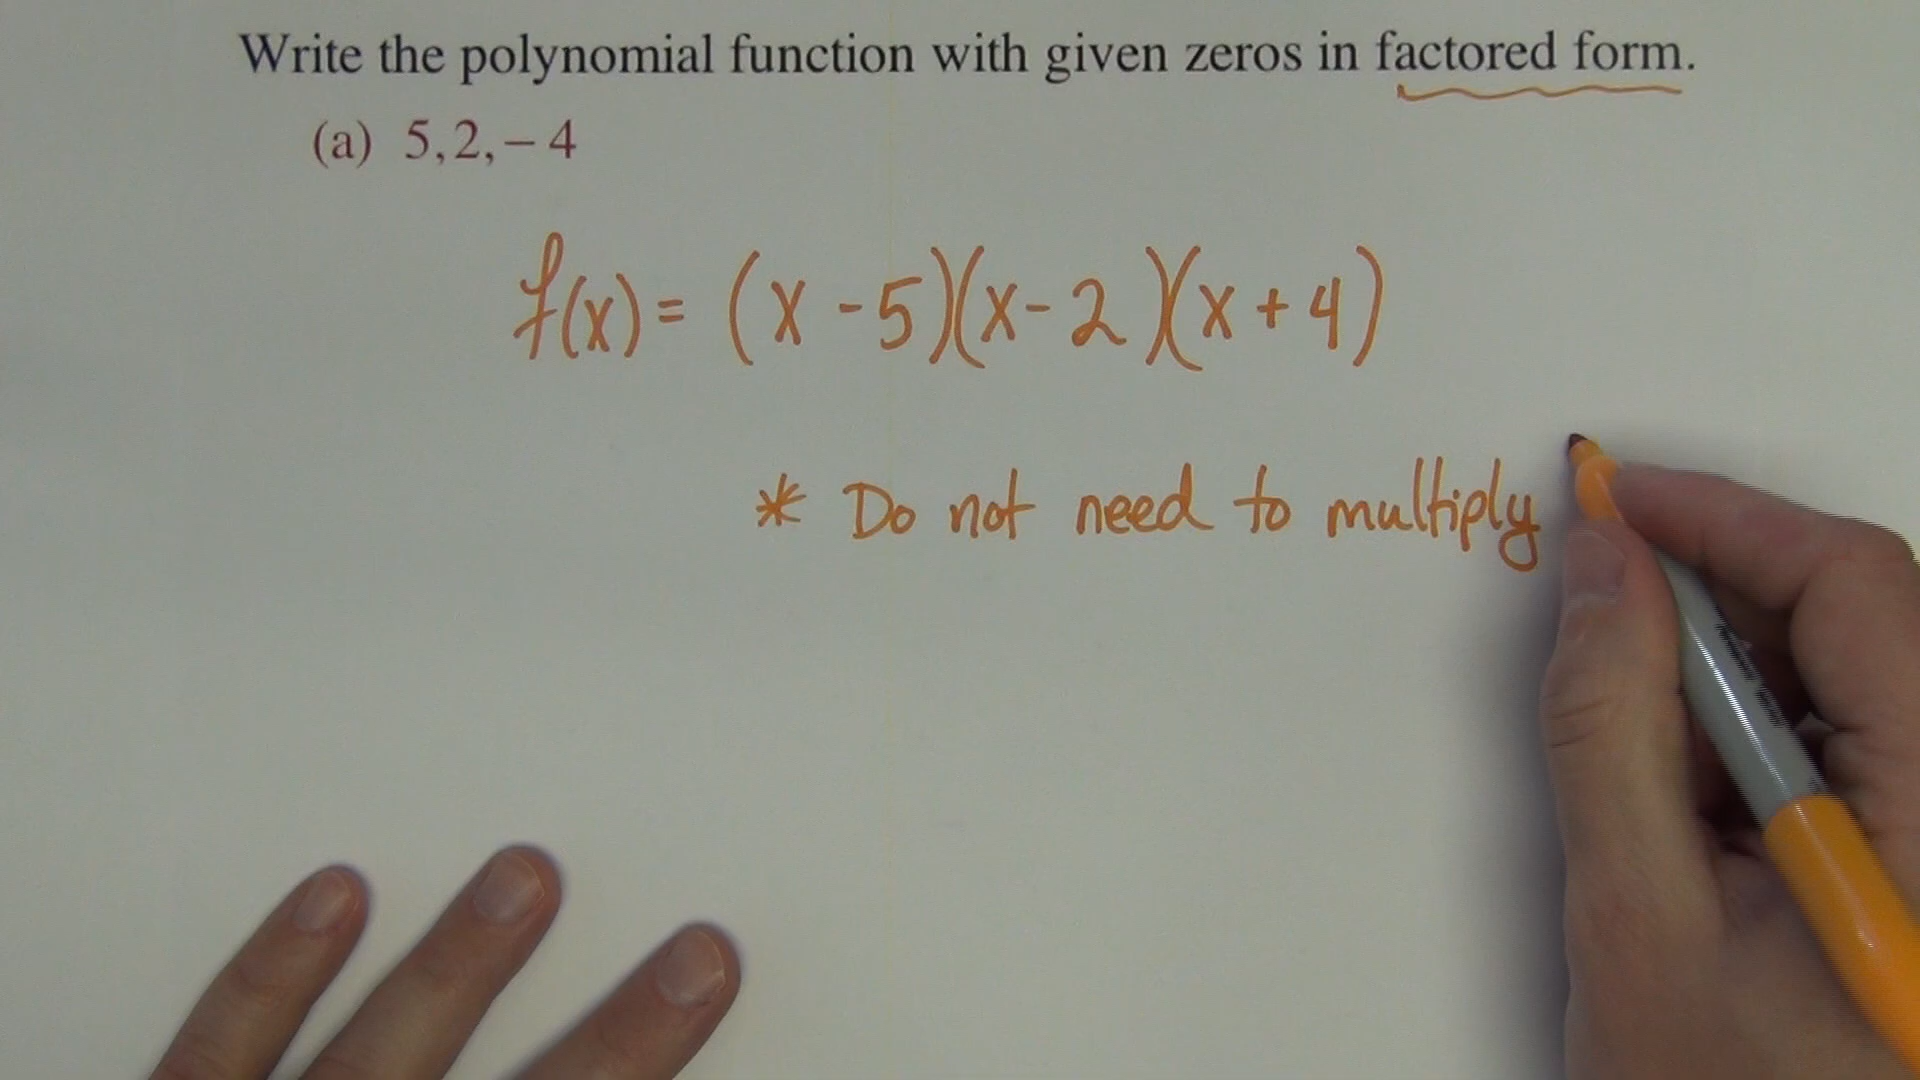 Write the polynomial function with given zeros in factored form.
(a) 5,2,– 4
f(x) = (x - 5)(x - 2)(x + 4)
* Do not need to multiply